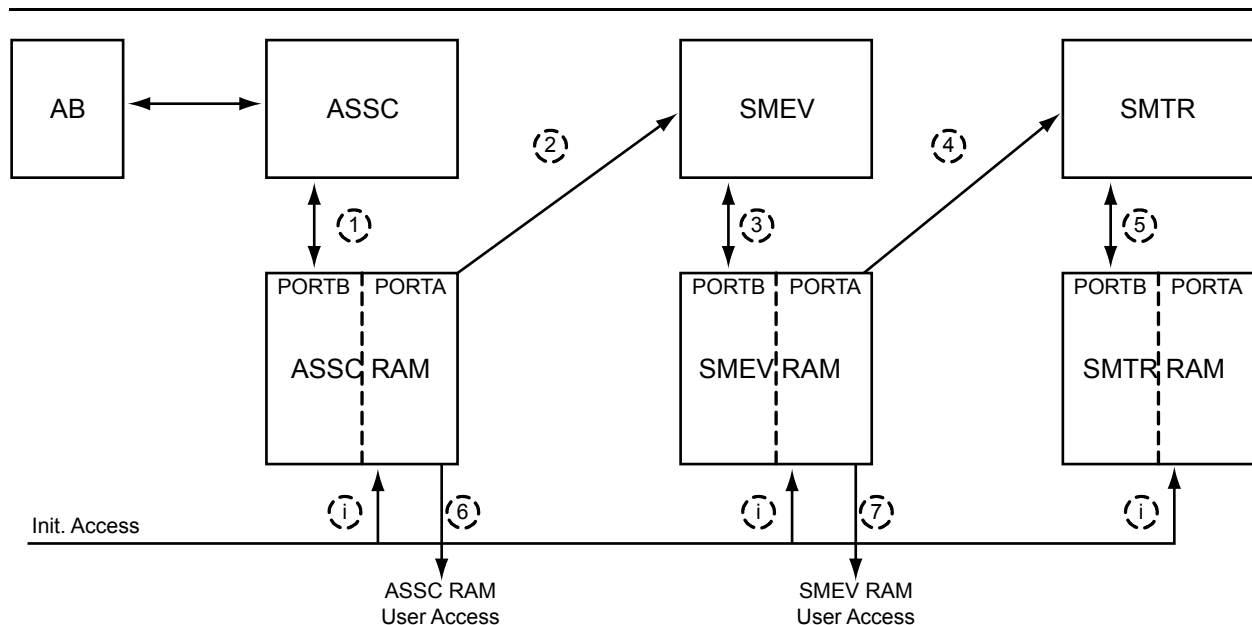 AB
ASSC
SMEV
SMTR
2
4
1
3
5
PORTB PORTA
PORTB PORTA
PORTB PORTA
ASSC RAM
SMEV RAM
SMTR RAM
i
6
i
7
i
Init. Access
ASSC RAM
User Access
SMEV RAM
User Access